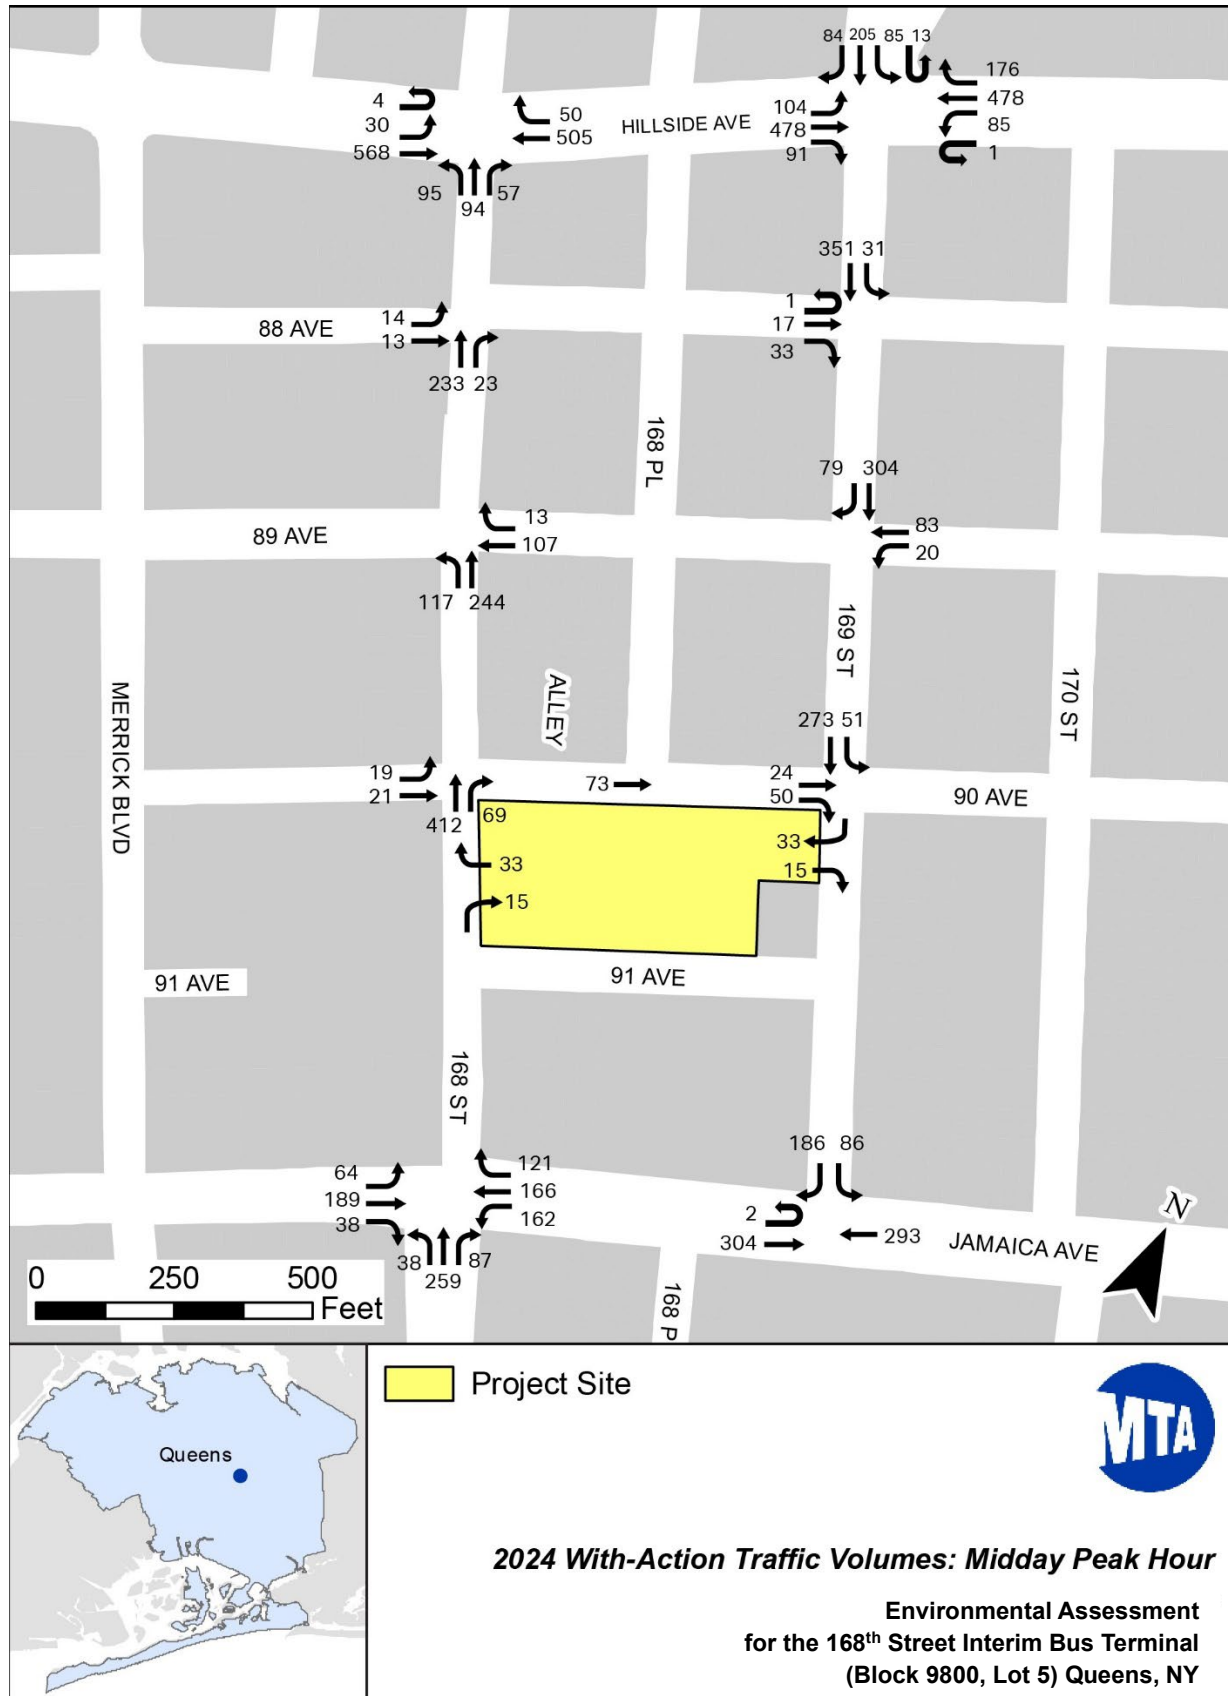 84 205 85 13
176
478
85
1
104
478
91
HILLSIDE AVE
4
30
568
50
505
95
94
57
351 31
1
17
33
14
13
88 AVE
233 23
168 PL
79 304
83
20
13
107
89 AVE
117 244
169 ST
170 ST
MERRICK BLVD
ALLEY
273 51
19
21
73
24
50
90 AVE
412
69
33
33
15
15
91 AVE
91 AVE
168 ST
186 86
64
189
38
121
166
162
2
304
293
JAMAICA AVE
N
38
259
87
168 P
0 250 500
Feet
Queens
Project Site
MTA
2024 With-Action Traffic Volumes: Midday Peak Hour
Environmental Assessment
for the 168th Street Interim Bus Terminal
(Block 9800, Lot 5) Queens, NY